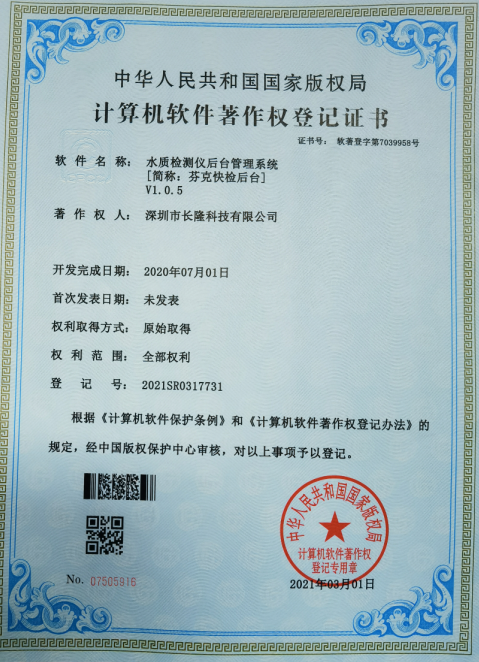 中华人民共和国国家版权局
计算机软件著作权登记证书
证书号： 软著登字第7039958号
软件名称： 水质检测仪后台管理系统
[简称：芬克快检后台]
V1.0.5
著作权人： 深圳市长隆科技有限公司
开发完成日期： 2020年07月01日
首次发表日期： 未发表
权利取得方式： 原始取得
权利范围： 全部权利
登记号： 2021SR0317731
根据《计算机软件保护条例》和《计算机软件著作权登记办法》的
规定，经中国版权保护中心审核，对以上事项予以登记。
中华人民共和国国家版权局
计算机软件著作权
登记专用章
No. 07505916
2021年03月01日